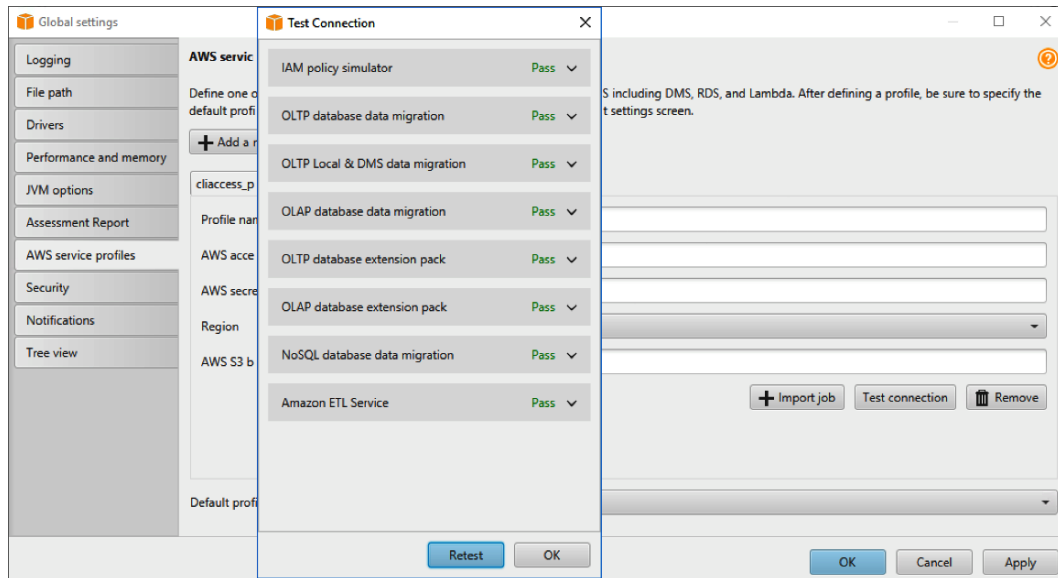 Global settings
Logging
File path
Drivers
Performance and memory
JVM options
Assessment Report
AWS service profiles
Security
Notifications
Tree view
AWS servic
Define one o
default profi
S including DMS, RDS, and Lambda. After defining a profile, be sure to specify the
t settings screen.
Add a r
cliaccess_p
Profile nam
AWS acce
AWS secre
Region
AWS S3 b
Import job
Test connection
Remove
Default profi
OK
Cancel
Apply
Test Connection
IAM policy simulator Pass
OLTP database data migration Pass
OLTP Local & DMS data migration Pass
OLAP database data migration Pass
OLTP database extension pack Pass
OLAP database extension pack Pass
NoSQL database data migration Pass
Amazon ETL Service Pass
Retest
OK